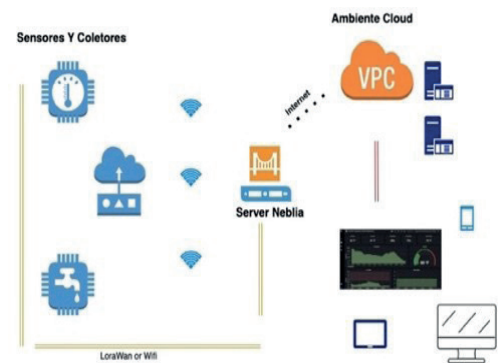 Ambiente Cloud
Sensores Y Coletores
VPC
Internet
Server Neblia
LoraWan or Wifi